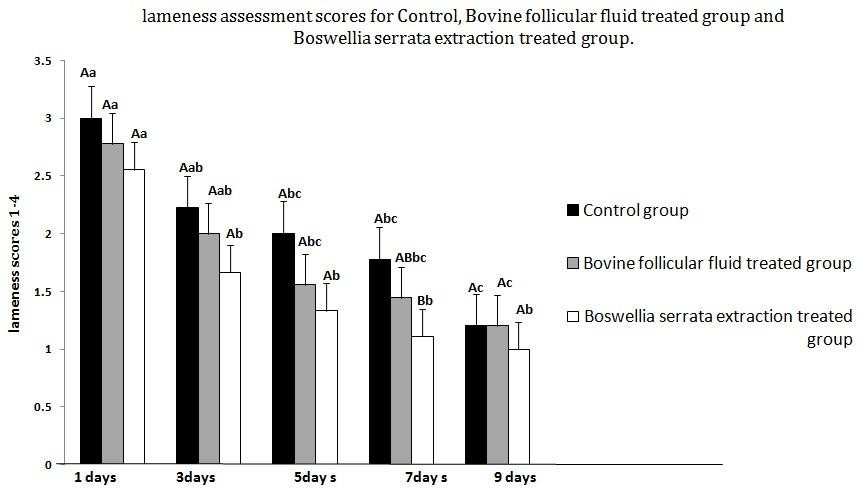 lameness assessment scores for Control, Bovine follicular fluid treated group and
Boswellia serrata extraction treated group.
3.5
3
2.5
2
1.5
1
0.5
0
lameness scores 1-4
Aa
Aa
Aa
Aab
Aab
Ab
Abc
Abc
Ab
Abc
ABbc
Bb
Ac
Ac
Ab
1 days
3days
5day s
7day s
9 days
Control group
Bovine follicular fluid treated group
Boswellia serrata extraction treated
group